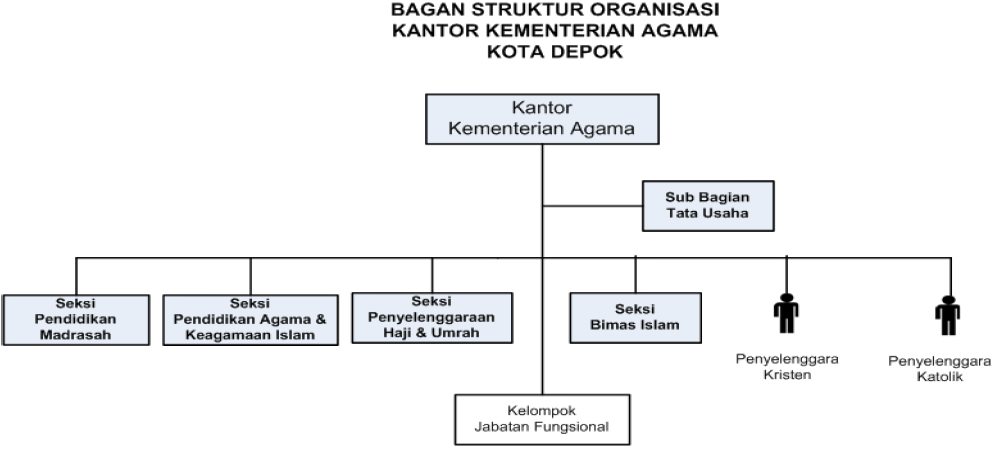 BAGAN STRUKTUR ORGANISASI
KANTOR KEMENTERIAN AGAMA
KOTA DEPOK
Kantor
Kementerian Agama
Sub Bagian
Tata Usaha
Seksi
Pendidikan
Madrasah
Seksi
Pendidikan Agama &
Keagamaan Islam
Seksi
Penyelenggaraan
Haji & Umrah
Seksi
Bimas Islam
Penyelenggara
Kristen
Penyelenggara
Katolik
Kelompok
Jabatan Fungsional